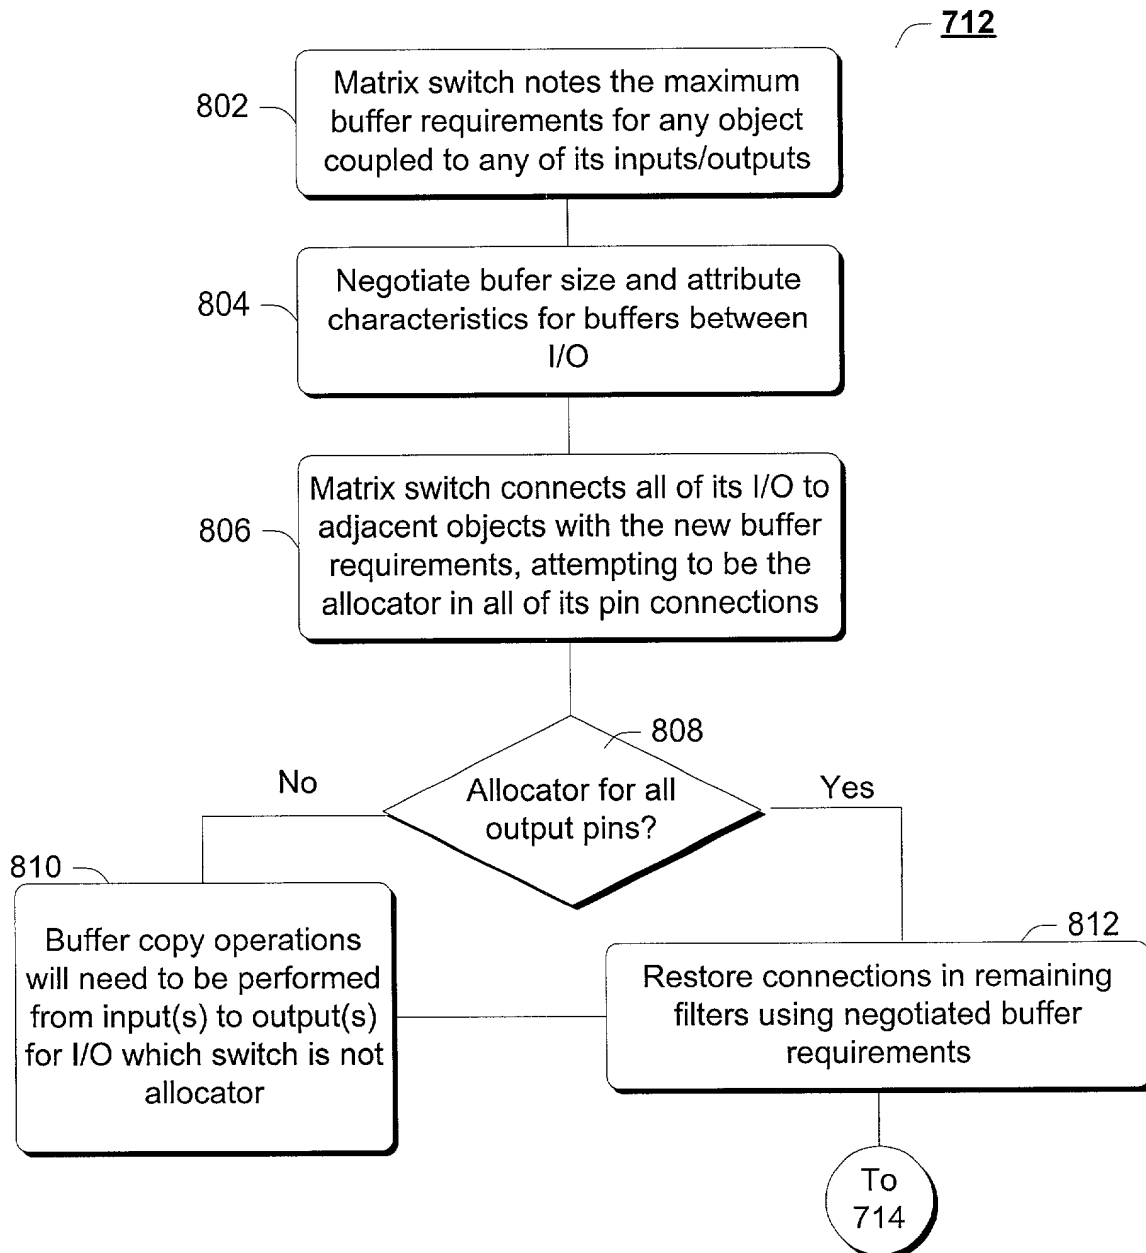 712
802
Matrix switch notes the maximum
buffer requirements for any object
coupled to any of its inputs/outputs
804
Negotiate bufer size and attribute
characteristics for buffers between
I/O
806
Matrix switch connects all of its I/O to
adjacent objects with the new buffer
requirements, attempting to be the
allocator in all of its pin connections
808
No
Allocator for all
output pins?
Yes
810
Buffer copy operations
will need to be performed
from input(s) to output(s)
for I/O which switch is not
allocator
812
Restore connections in remaining
filters using negotiated buffer
requirements
To
714